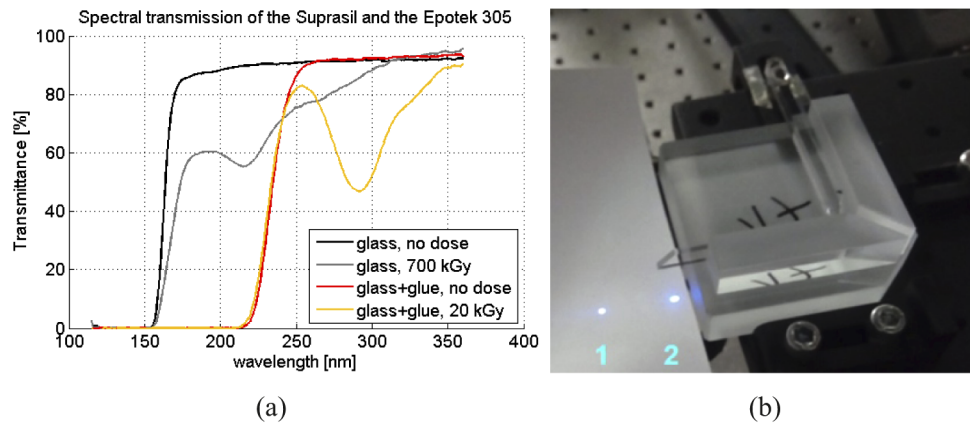 Spectral transmission of the Suprasil and the Epotek 305
Transmittance [%]
100
80
60
40
20
0
100
150
200
250
300
350
400
wavelength [nm]
glass, no dose
glass, 700 kGy
glass+glue, no dose
glass+glue, 20 kGy
(a)
1
2
(b)